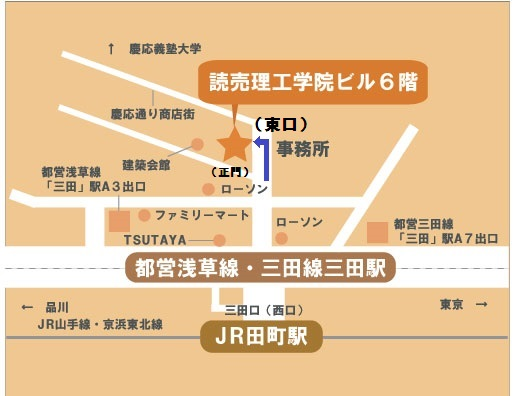 ↑ 慶応義塾大学
読売理工学院ビル６階
慶応通り商店街
（東口）
事務所
建築会館
（正門）
都営浅草線
「三田」駅Ａ３出口
ローソン
ファミリーマート
ローソン
都営三田線
「三田」駅Ａ７出口
TSUTAYA
都営浅草線・三田線三田駅
← 品川
JR山手線・京浜東北線
三田口（西口）
東京 →
ＪＲ田町駅